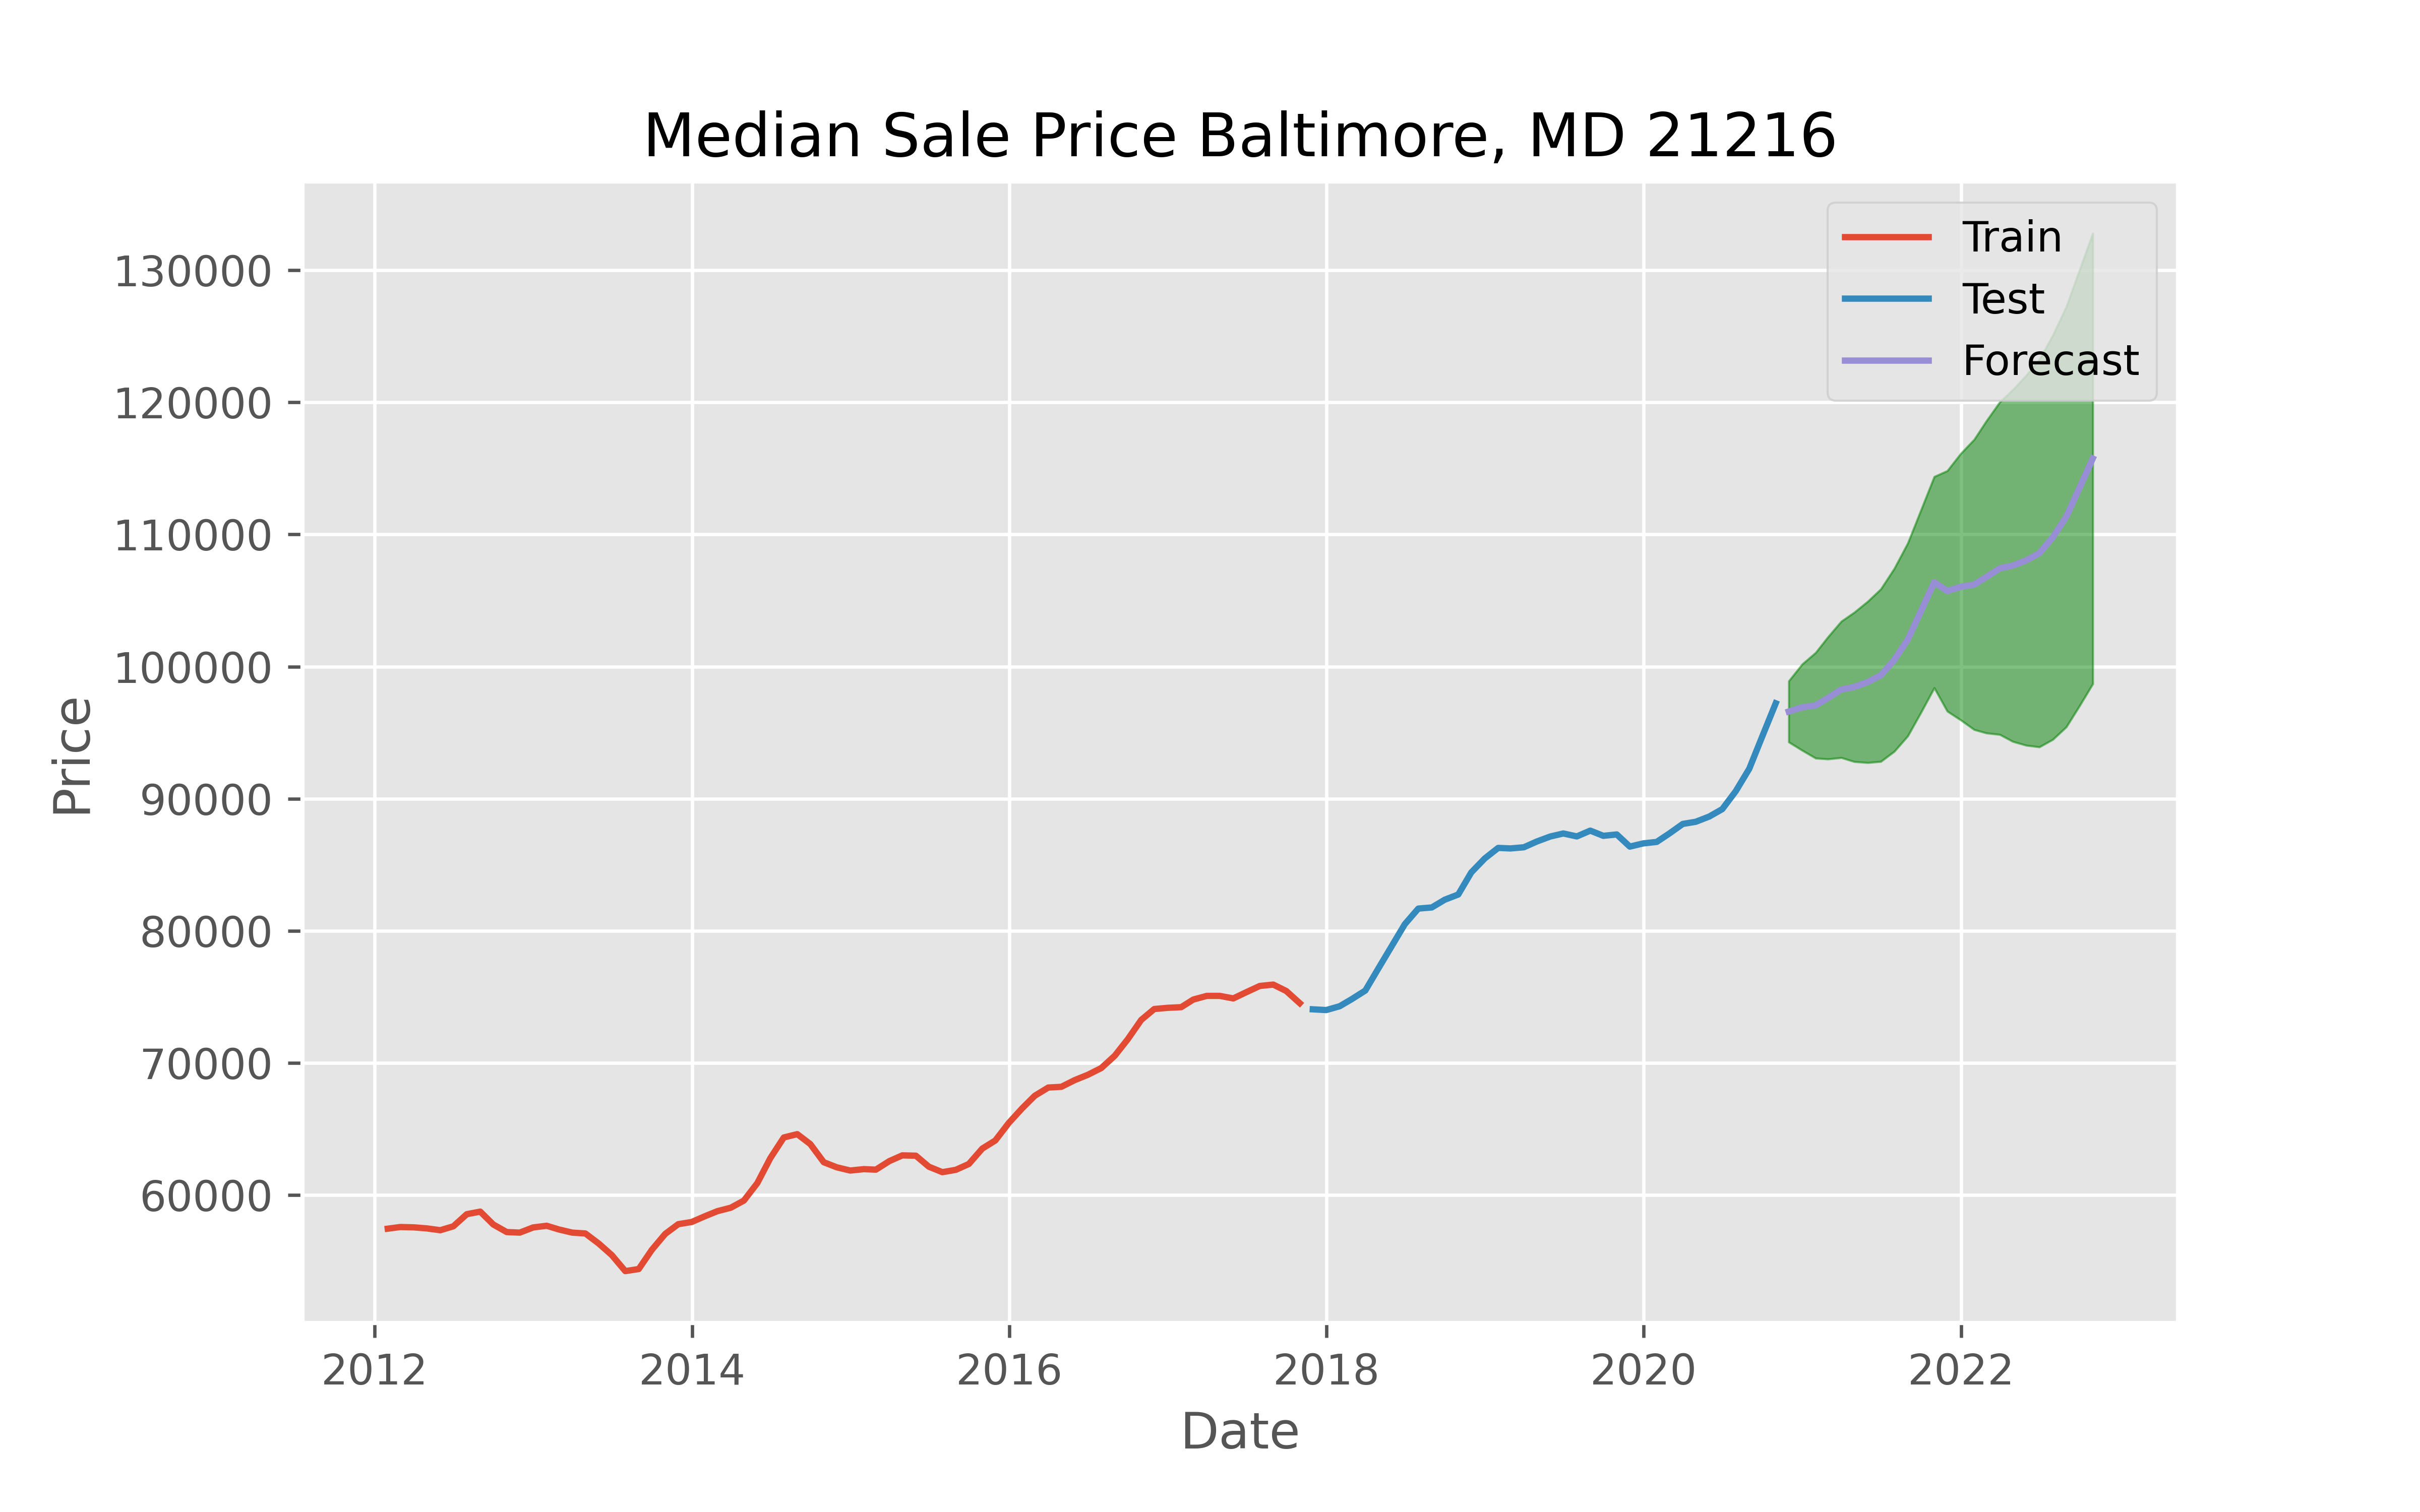 Median Sale Price Baltimore, MD 21216
Train
Test
Forecast
130000
120000
110000
100000
90000
80000
70000
60000
Price
2012 2014 2016 2018 2020 2022
Date